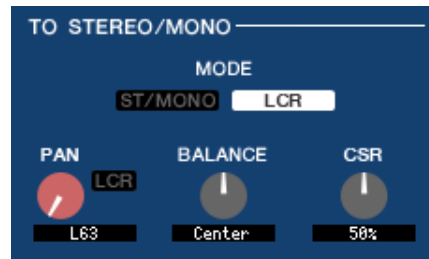 TO STEREO/MONO
MODE
ST/MONO LCR
PAN BALANCE CSR
LCR
L63 Center 50%